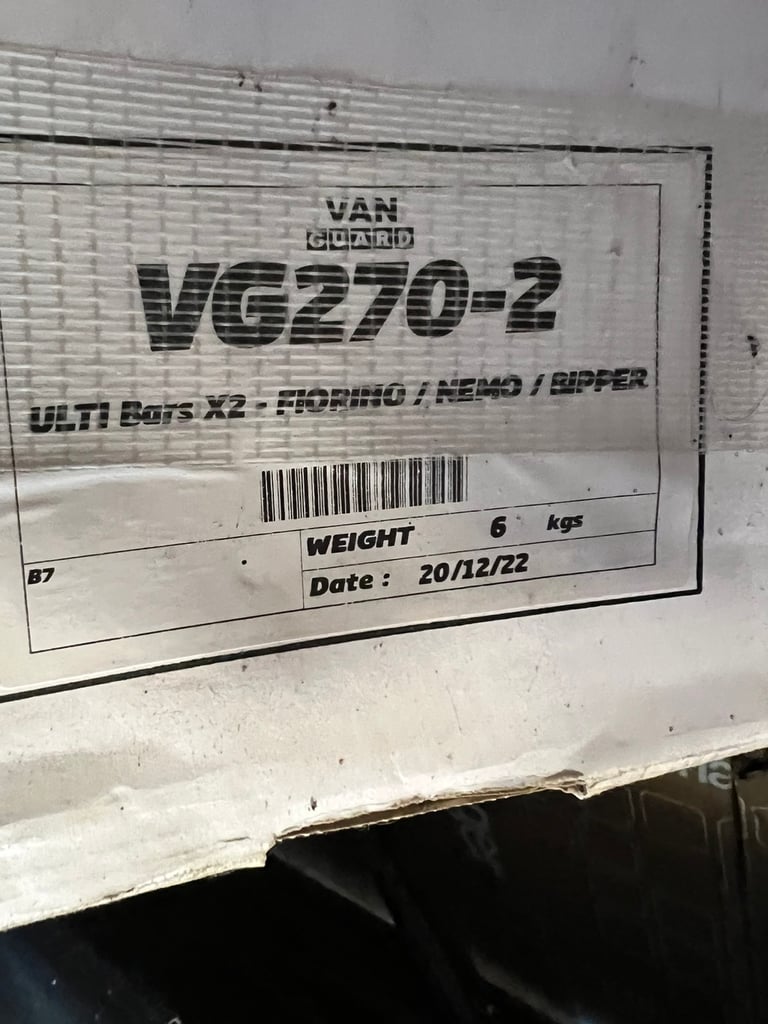 VAN
GUARD
VG270-2
ULTI Bars X2 - FIORINO / NEMO / BIPPER
WEIGHT 6 kgs
B7
Date : 20/12/22